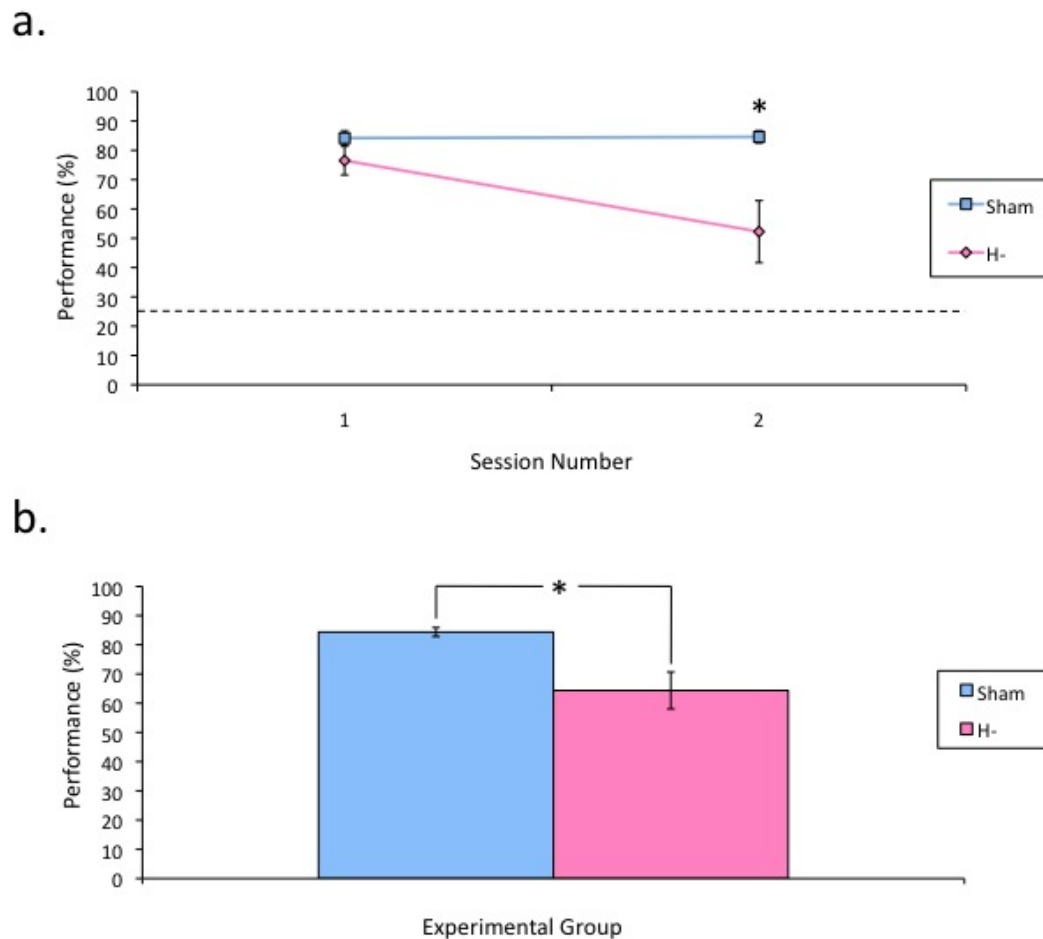 a.
100
90
80
70
60
50
40
30
20
10
0
Performance (%)
*
Sham
H-
1 2
Session Number
b.
100
90
80
70
60
50
40
30
20
10
0
Performance (%)
*
Sham
H-
Experimental Group